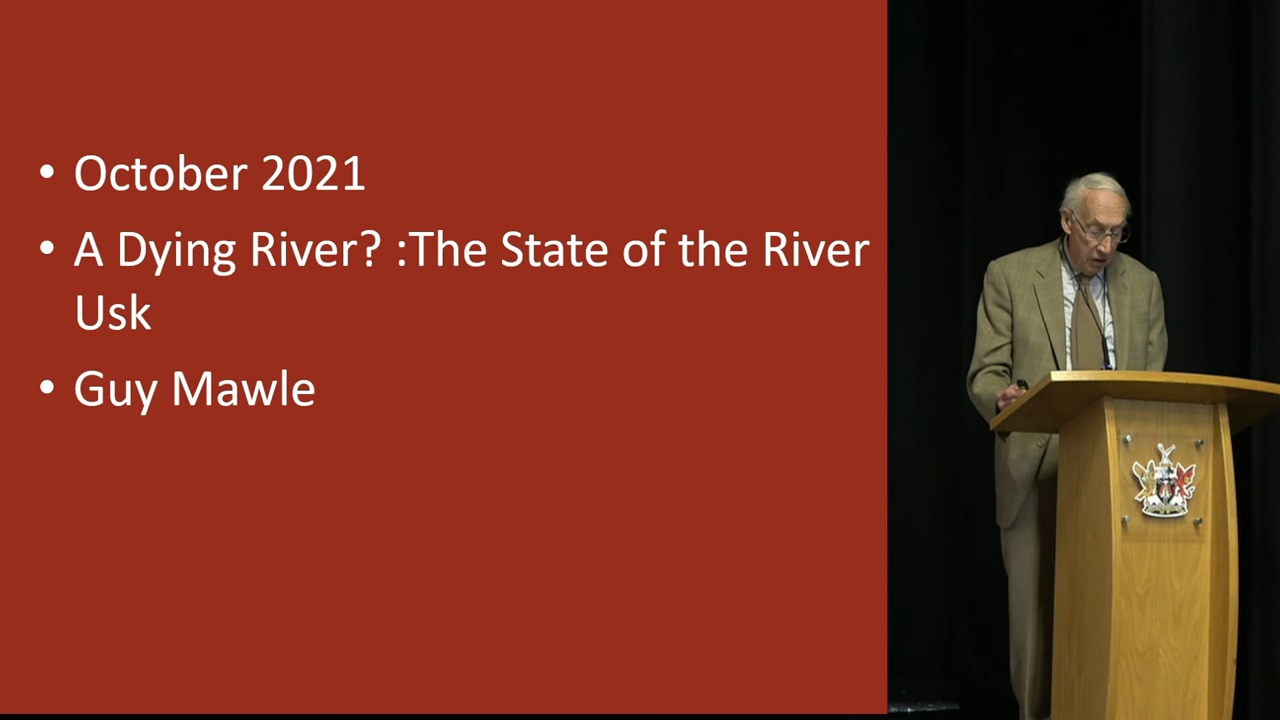 • October 2021
• A Dying River? :The State of the River
Usk
• Guy Mawle